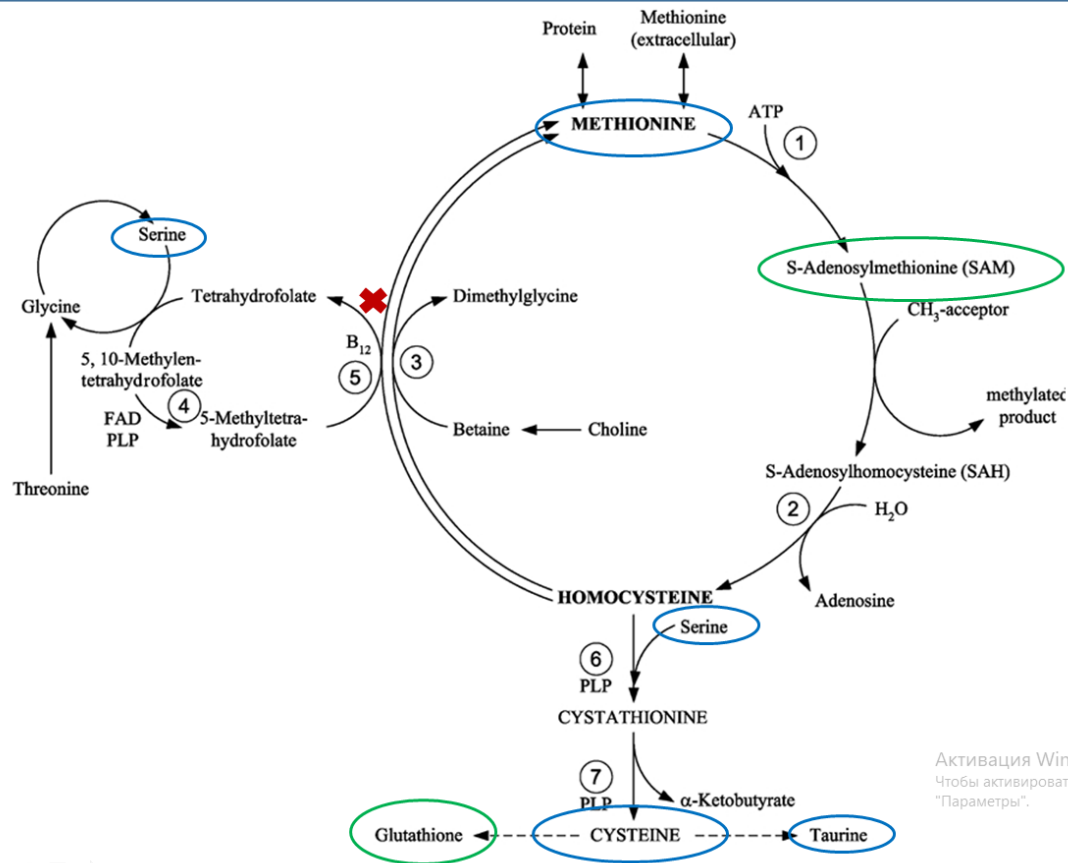 Protein
Methionine
(extracellular)
METHIONINE
ATP
1
Serine
S-Adenosylmethionine (SAM)
Glycine
Tetrahydrofolate
Dimethylglycine
CH₃-acceptor
B₁₂
5
3
5, 10-Methylen-
tetrahydrofolate
4
FAD
PLP
5-Methyltetra-
hydrofolate
Betaine
Choline
methylated
product
Threonine
S-Adenosylhomocysteine (SAH)
2
H₂O
HOMOCYSTEINE
Adenosine
Serine
6
PLP
CYSTATHIONINE
7
PLP
α-Ketobutyrate
Glutathione
CYSTEINE
Taurine
Активация Win
Чтобы активироват
"Параметры".